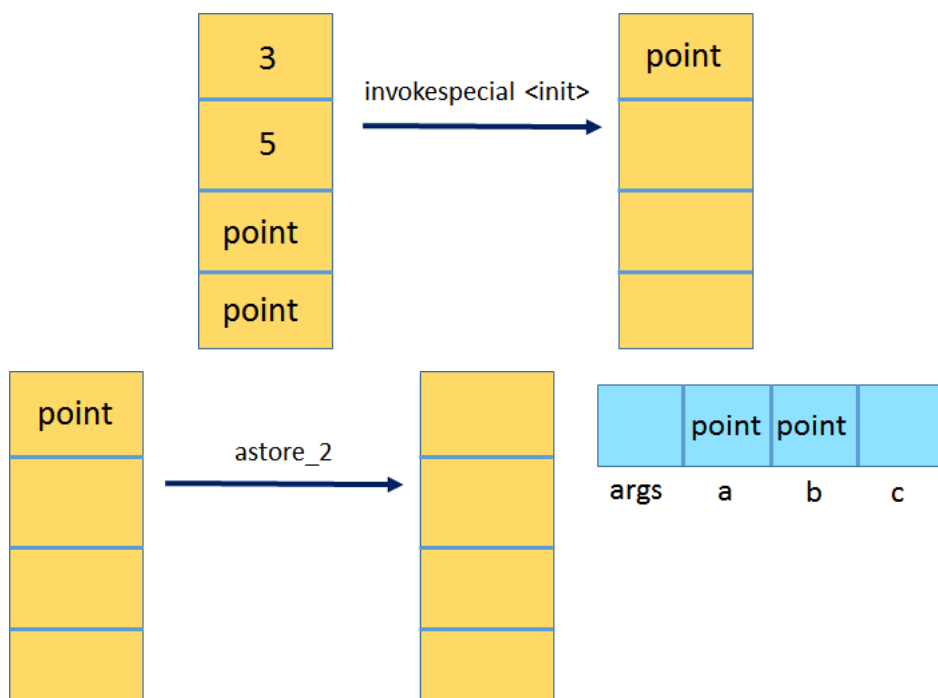 3
point
invokespecial <init>
5
point
point
point
astore_2
point point
args a b c